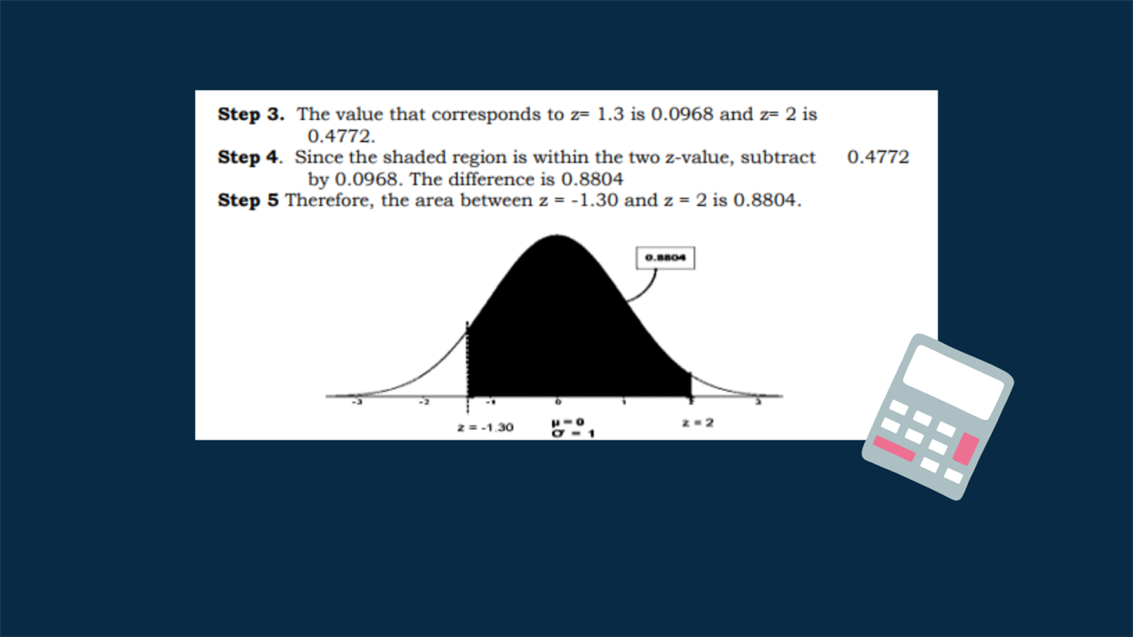 Step 3. The value that corresponds to z= 1.3 is 0.0968 and z= 2 is
0.4772.
Step 4. Since the shaded region is within the two z-value, subtract 0.4772
by 0.0968. The difference is 0.8804
Step 5 Therefore, the area between z = -1.30 and z = 2 is 0.8804.
0.8804
-3 -2 -1 0 1 2 3
z = -1.30 μ=0 z = 2
σ = 1